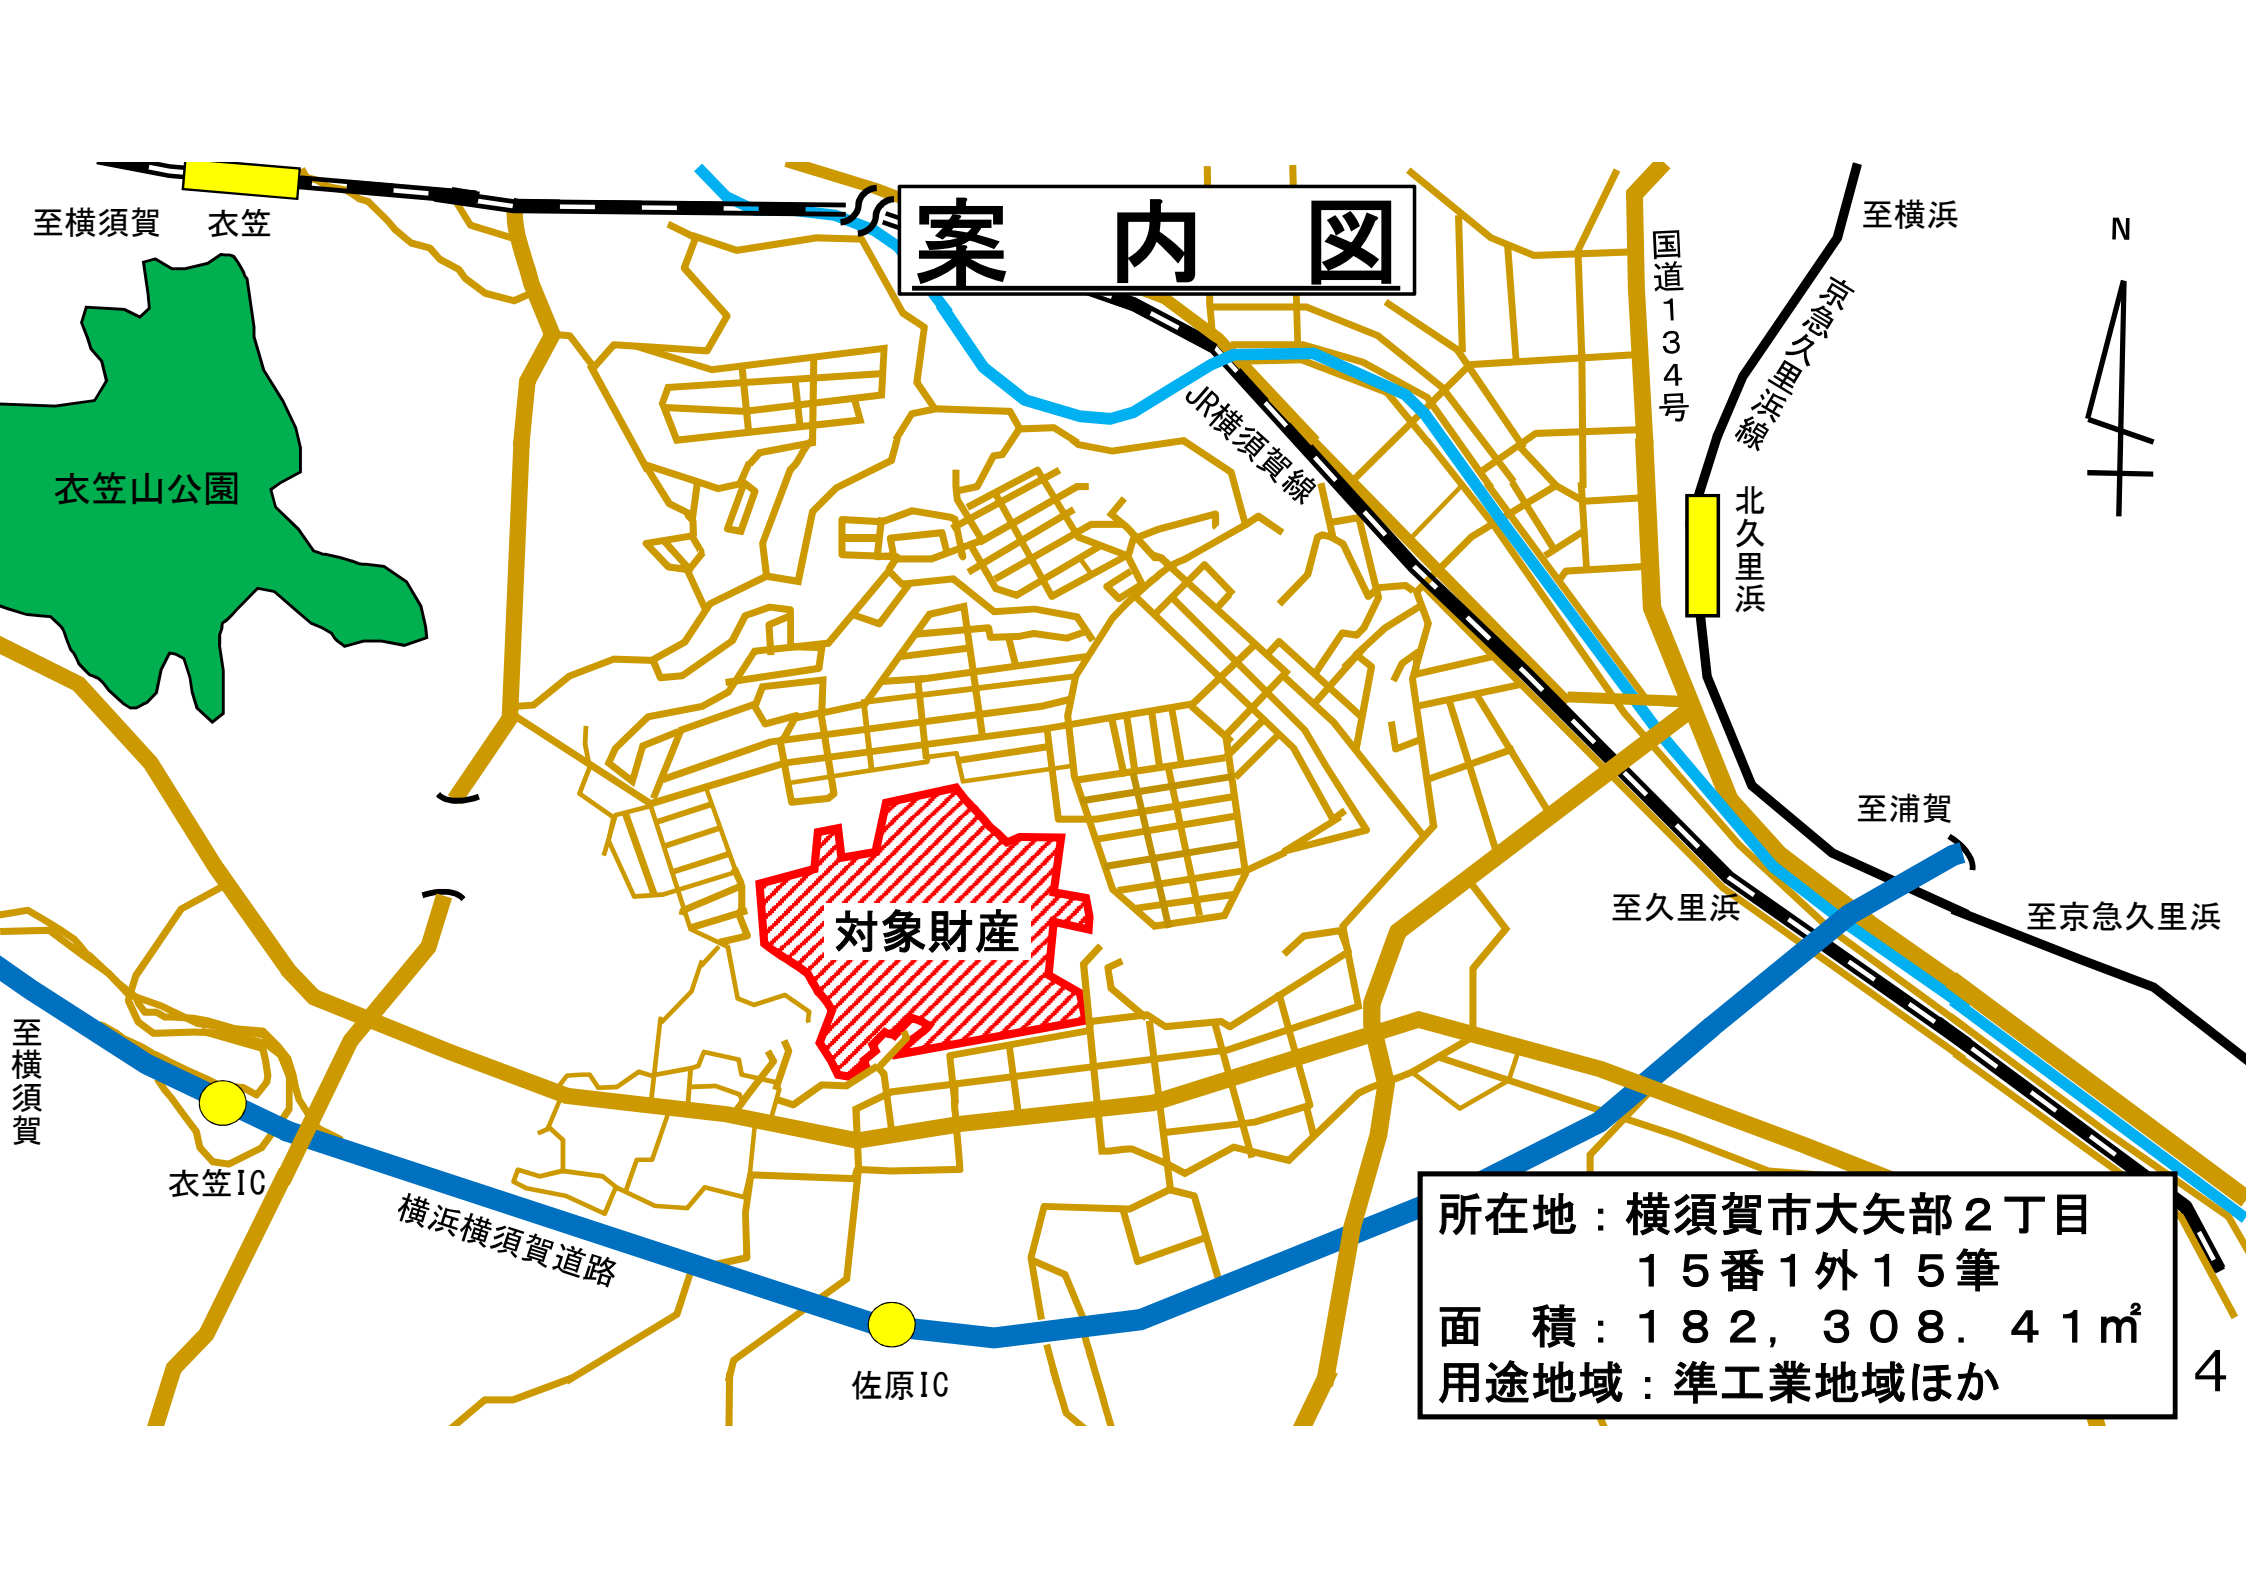 案　内　図
至横須賀
衣笠
至横浜
N
国道134号
京急久里浜線
JR横須賀線
衣笠山公園
北久里浜
至浦賀
至久里浜
至京急久里浜
対象財産
至横須賀
衣笠IC
横浜横須賀道路
佐原IC
所在地：横須賀市大矢部２丁目
１５番１外１５筆
面　積：１８２，３０８．４１㎡
用途地域：準工業地域ほか
4